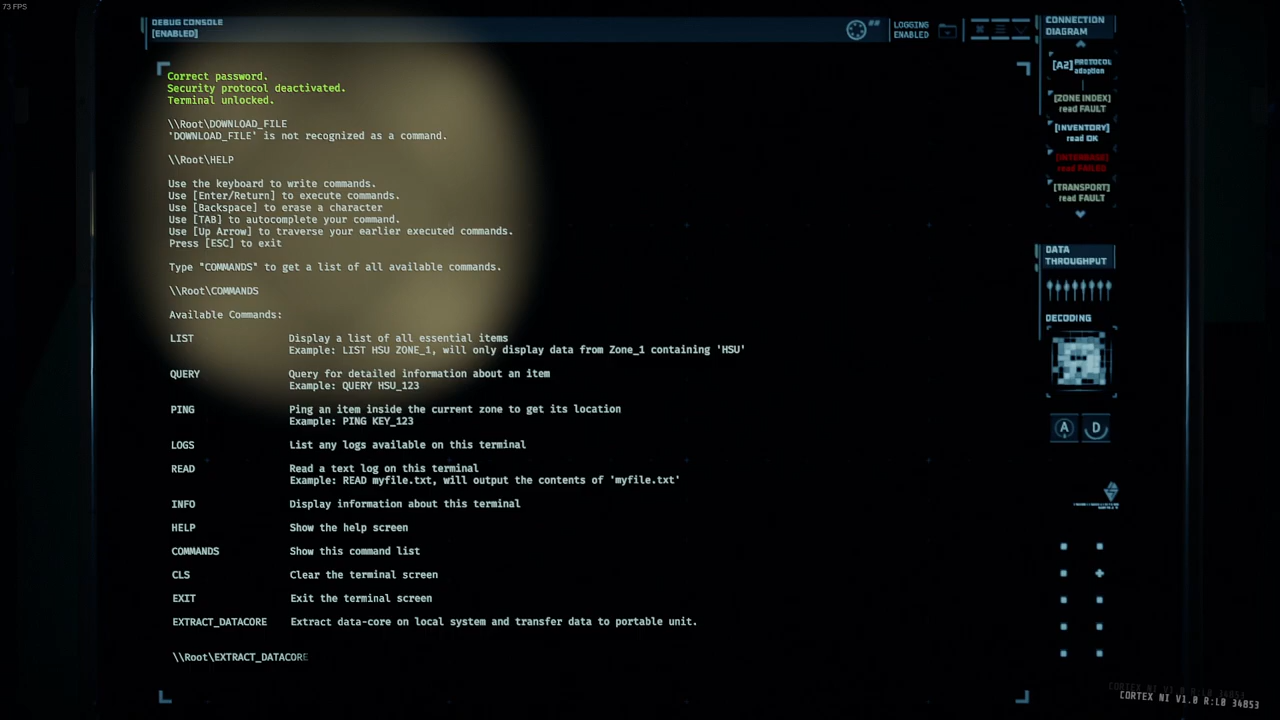 73 FPS
DEBUG CONSOLE
[ENABLED]
##
LOGGING
ENABLED
CONNECTION
DIAGRAM
[A2] PROTOCOL
adaption
[ZONE INDEX]
read FAULT
[INVENTORY]
read OK
read FAILED
[TRANSPORT]
read FAULT
DATA
THROUGHPUT
DECODING
A D
Correct password.
Security protocol deactivated.
Terminal unlocked.
\\Root\DOWNLOAD_FILE
'DOWNLOAD_FILE' is not recognized as a command.
\\Root\HELP
Use the keyboard to write commands.
Use [Enter/Return] to execute commands.
Use [Backspace] to erase a character
Use [TAB] to autocomplete your command.
Use [Up Arrow] to traverse your earlier executed commands.
Press [ESC] to exit
Type "COMMANDS" to get a list of all available commands.
\\Root\COMMANDS
Available Commands:
LIST Display a list of all essential items
Example: LIST HSU ZONE_1, will only display data from Zone_1 containing 'HSU'
QUERY Query for detailed information about an item
Example: QUERY HSU_123
PING Ping an item inside the current zone to get its location
Example: PING KEY_123
LOGS List any logs available on this terminal
READ Read a text log on this terminal
Example: READ myfile.txt, will output the contents of 'myfile.txt'
INFO Display information about this terminal
HELP Show the help screen
COMMANDS Show this command list
CLS Clear the terminal screen
EXIT Exit the terminal screen
EXTRACT_DATACORE Extract data-core on local system and transfer data to portable unit.
\\Root\EXTRACT_DATACORE
CORTEX NI V1.0 R:L0 34853